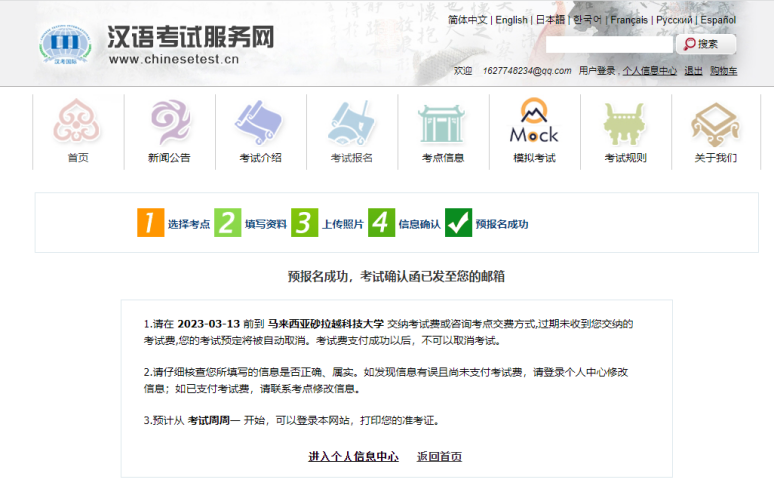 简体中文 | English | 日本語 | 한국어 | Français | Русский | Español
汉考国际
汉语考试服务网
www.chinesetest.cn
搜索
欢迎 1627748234@qq.com 用户登录 , 个人信息中心 退出 购物车
首页 新闻公告 考试介绍 考试报名 考点信息 Mock 模拟考试 考试规则 关于我们
1 选择考点 2 填写资料 3 上传照片 4 信息确认 预报名成功
预报名成功，考试确认函已发至您的邮箱
1.请在 2023-03-13 前到 马来西亚砂拉越科技大学 交纳考试费或咨询考点交费方式,过期未收到您交纳的
考试费,您的考试预定将被自动取消。考试费支付成功以后，不可以取消考试。
2.请仔细核查您所填写的信息是否正确、属实。如发现信息有误且尚未支付考试费，请登录个人中心修改
信息；如已支付考试费，请联系考点修改信息。
3.预计从 考试周周一 开始，可以登录本网站，打印您的准考证。
进入个人信息中心 返回首页